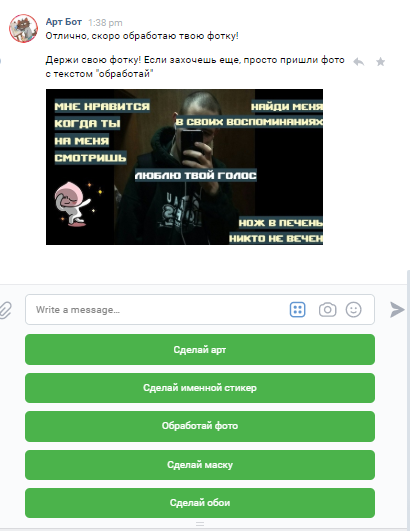 Арт Бот 1:38 pm
Отлично, скоро обработаю твою фотку!
Держи свою фотку! Если захочешь еще, просто пришли фото
с текстом "обработай"
МНЕ НРАВИТСЯ
КОГДА ТЫ
НА МЕНЯ
СМОТРИШЬ
НАЙДИ МЕНЯ
В СВОИХ ВОСПОМИНАНИЯХ
ЛЮБЛЮ ТВОЙ ГОЛОС
НОЖ В ПЕЧЕНЬ
НИКТО НЕ ВЕЧЕН
Write a message...
Сделай арт
Сделай именной стикер
Обработай фото
Сделай маску
Сделай обои